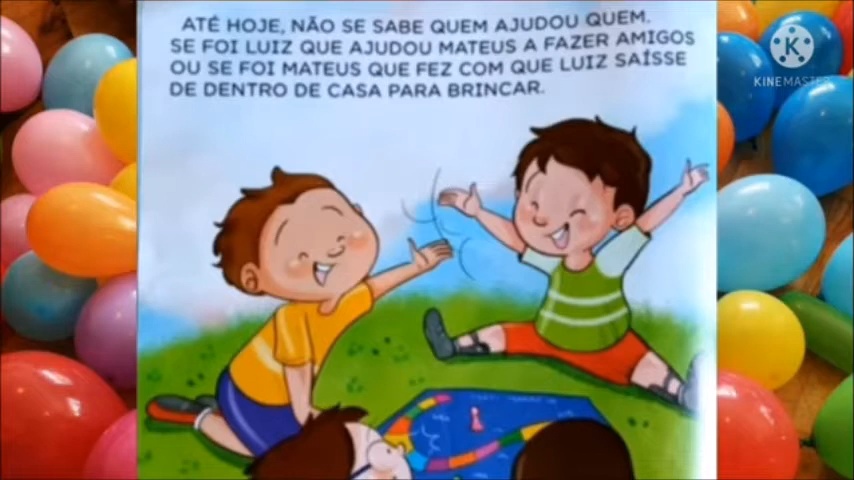 ATÉ HOJE, NÃO SE SABE QUEM AJUDOU QUEM.
SE FOI LUIZ QUE AJUDOU MATEUS A FAZER AMIGOS
OU SE FOI MATEUS QUE FEZ COM QUE LUIZ SAÍSSE
DE DENTRO DE CASA PARA BRINCAR.
K
KINEMASTER